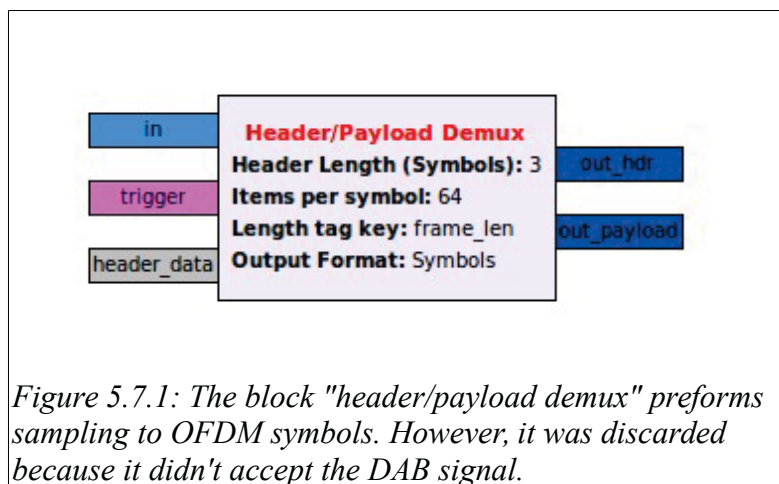 in
trigger
header_data
Header/Payload Demux
Header Length (Symbols): 3
Items per symbol: 64
Length tag key: frame_len
Output Format: Symbols
out_hdr
out_payload
Figure 5.7.1: The block "header/payload demux" preforms
sampling to OFDM symbols. However, it was discarded
because it didn't accept the DAB signal.